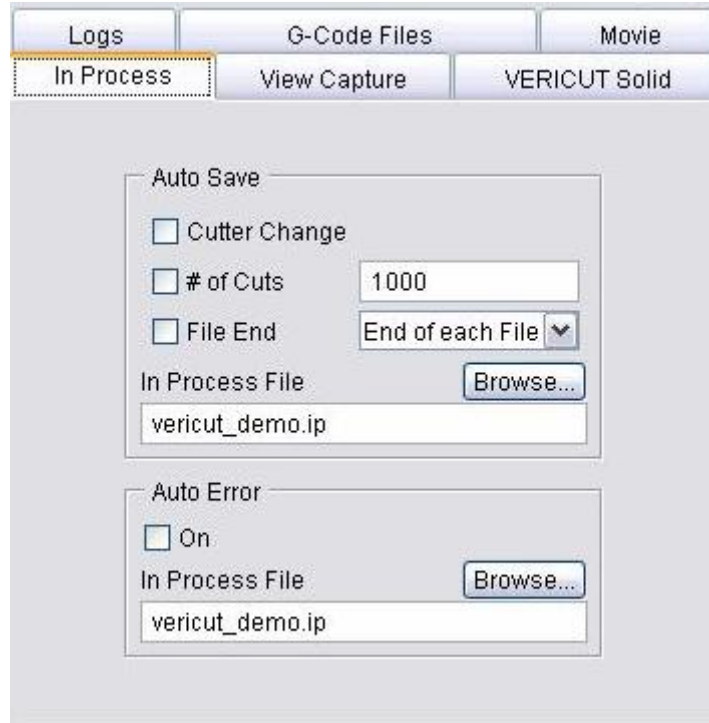 Logs G-Code Files Movie
In Process View Capture VERICUT Solid
Auto Save
Cutter Change
# of Cuts 1000
File End End of each File
In Process File Browse...
vericut_demo.ip
Auto Error
On
In Process File Browse...
vericut_demo.ip